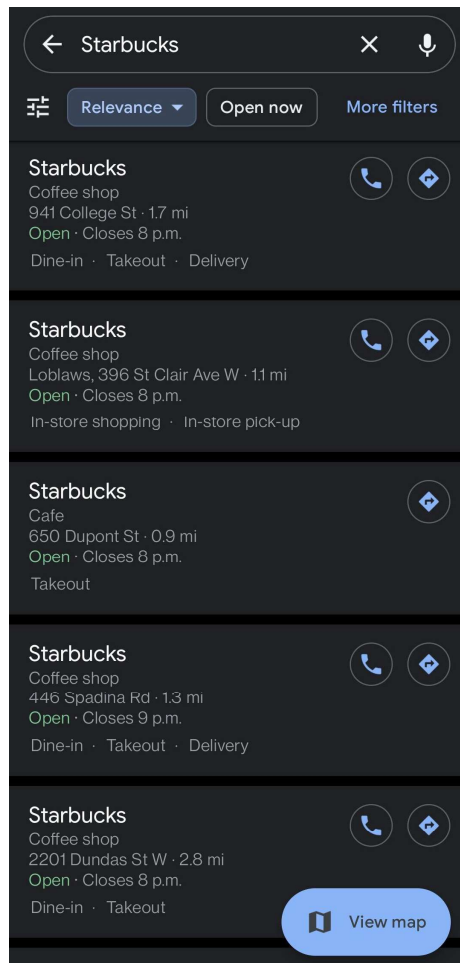 Starbucks
Relevance Open now More filters
Starbucks
Coffee shop
941 College St · 1.7 mi
Open · Closes 8 p.m.
Dine-in · Takeout · Delivery
Starbucks
Coffee shop
Loblaws, 396 St Clair Ave W · 1.1 mi
Open · Closes 8 p.m.
In-store shopping · In-store pick-up
Starbucks
Cafe
650 Dupont St · 0.9 mi
Open · Closes 8 p.m.
Takeout
Starbucks
Coffee shop
446 Spadina Rd · 1.3 mi
Open · Closes 9 p.m.
Dine-in · Takeout · Delivery
Starbucks
Coffee shop
2201 Dundas St W · 2.8 mi
Open · Closes 8 p.m.
Dine-in · Takeout
View map